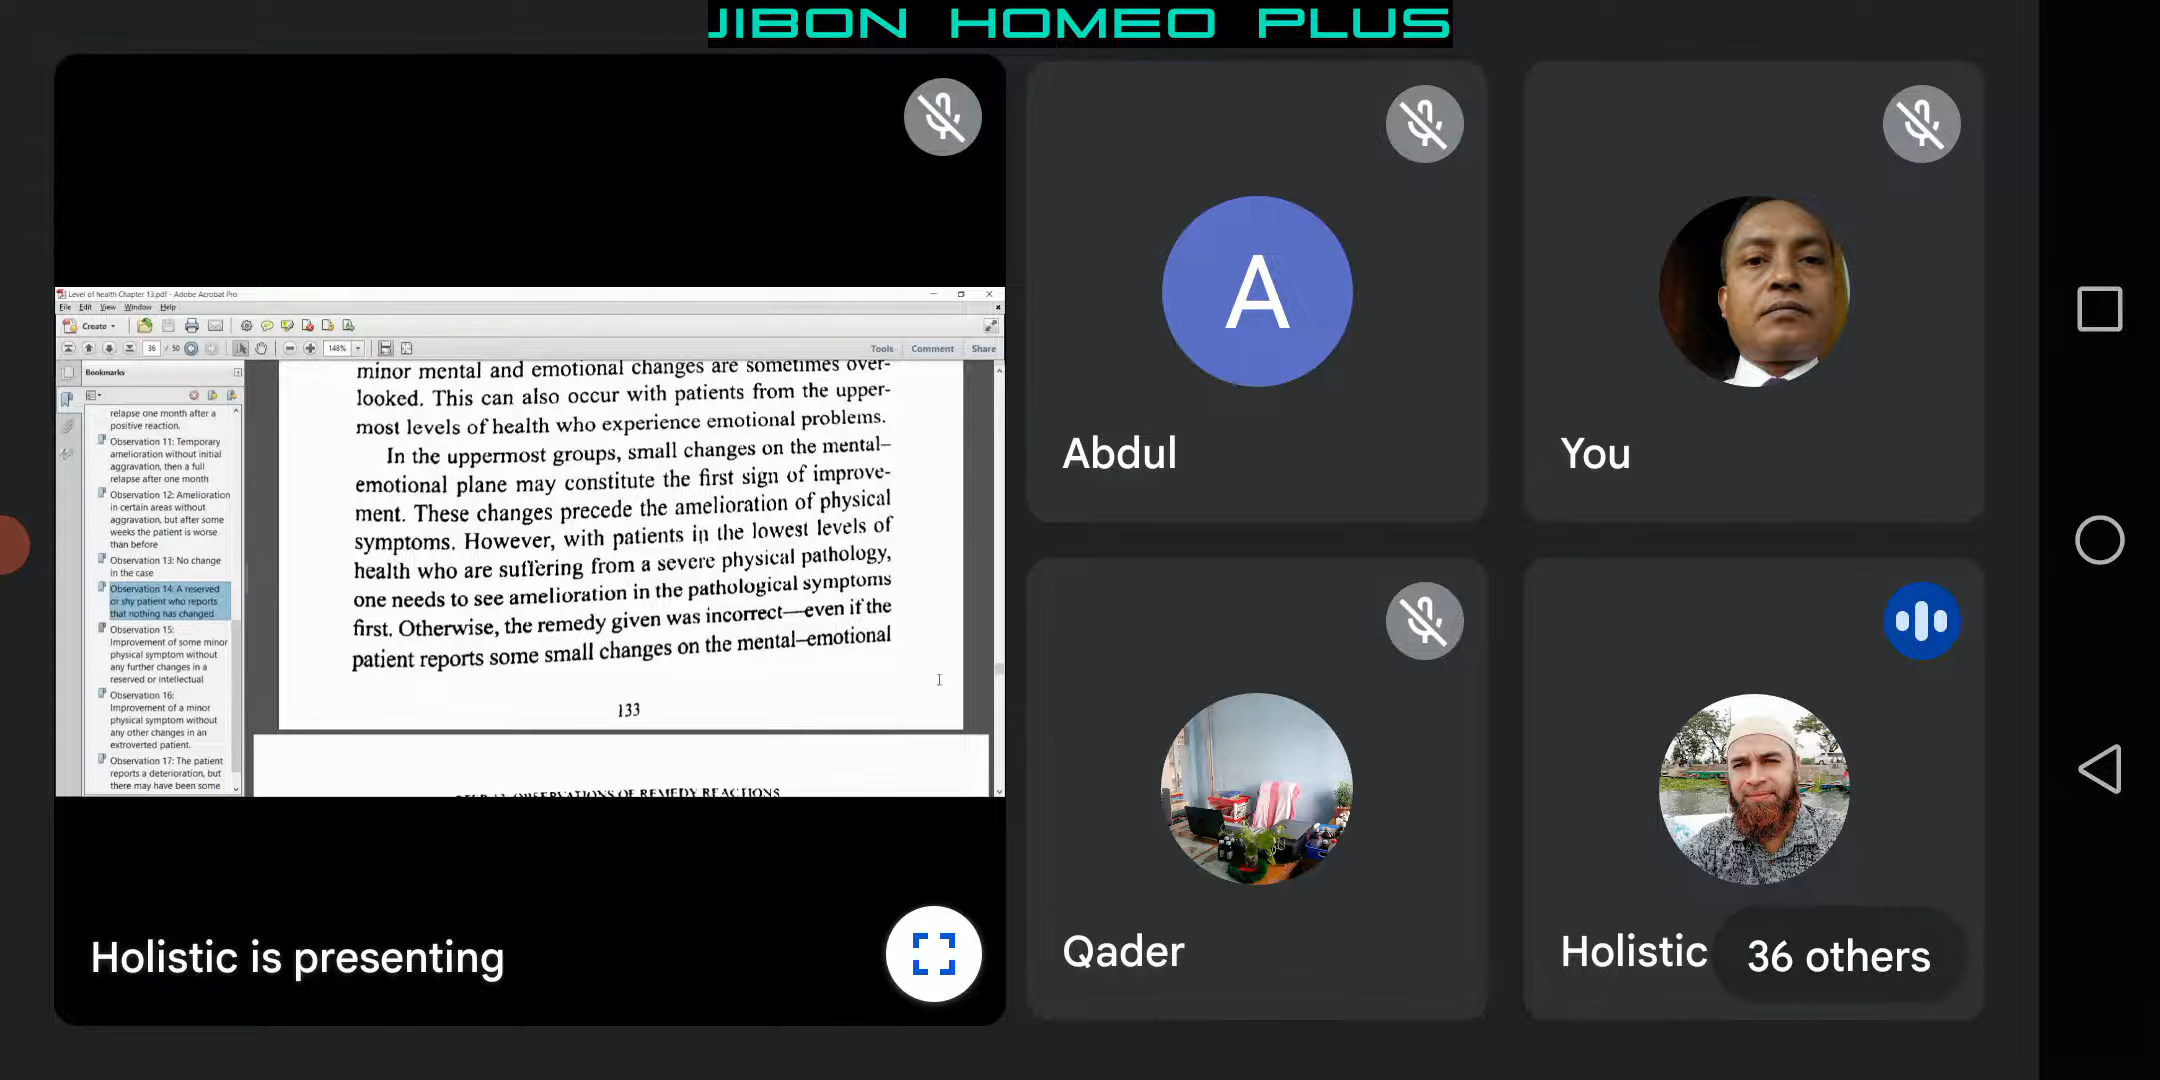 JIBON HOMEO PLUS
Level of health Chapter 13.pdf - Adobe Acrobat Pro
File Edit View Window Help
Create
36 / 50
148%
Tools Comment Share
Bookmarks
relapse one month after a
positive reaction.
Observation 11: Temporary
amelioration without initial
aggravation, then a full
relapse after one month
Observation 12: Amelioration
in certain areas without
aggravation, but after some
weeks the patient is worse
than before
Observation 13: No change
in the case
Observation 14: A reserved
or shy patient who reports
that nothing has changed
Observation 15:
Improvement of some minor
physical symptom without
any further changes in a
reserved or intellectual
Observation 16:
Improvement of a minor
physical symptom without
any other changes in an
extroverted patient.
Observation 17: The patient
reports a deterioration, but
there may have been some
minor mental and emotional changes are sometimes over-
looked. This can also occur with patients from the upper-
most levels of health who experience emotional problems.
In the uppermost groups, small changes on the mental–
emotional plane may constitute the first sign of improve-
ment. These changes precede the amelioration of physical
symptoms. However, with patients in the lowest levels of
health who are suffering from a severe physical pathology,
one needs to see amelioration in the pathological symptoms
first. Otherwise, the remedy given was incorrect—even if the
patient reports some small changes on the mental–emotional
133
OBSERVATIONS OF REMEDY REACTIONS
Holistic is presenting
A
Abdul
You
Qader
Holistic
36 others